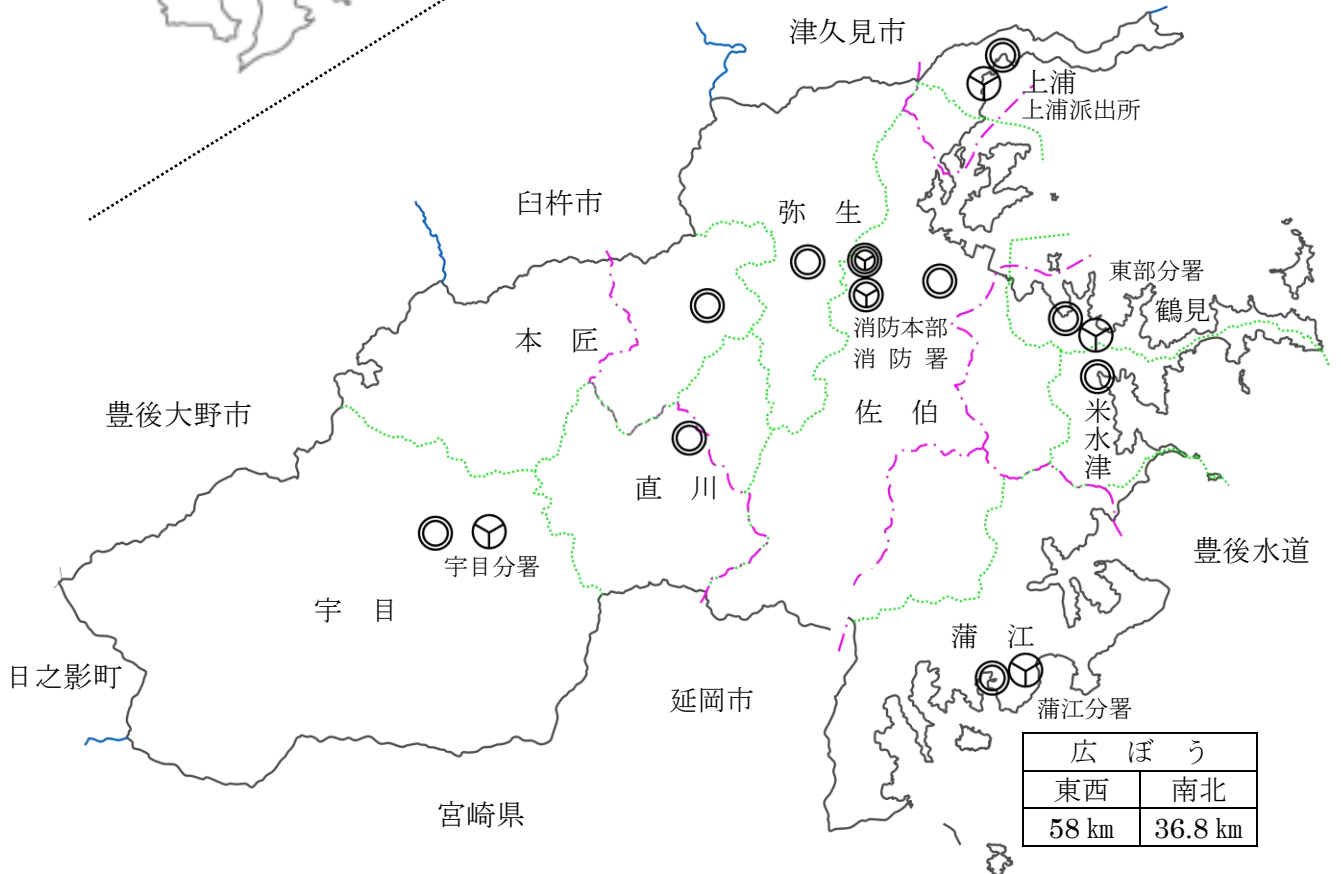 津久見市
上浦
上浦派出所
臼杵市
弥 生
東部分署
鶴見
本 匠
消防本部
消 防 署
豊後大野市
佐 伯
米水津
直 川
豊後水道
宇目分署
宇 目
蒲 江
日之影町
延岡市
蒲江分署
広 ぼ う
東西 南北
58 ㎞ 36.8 ㎞
宮崎県